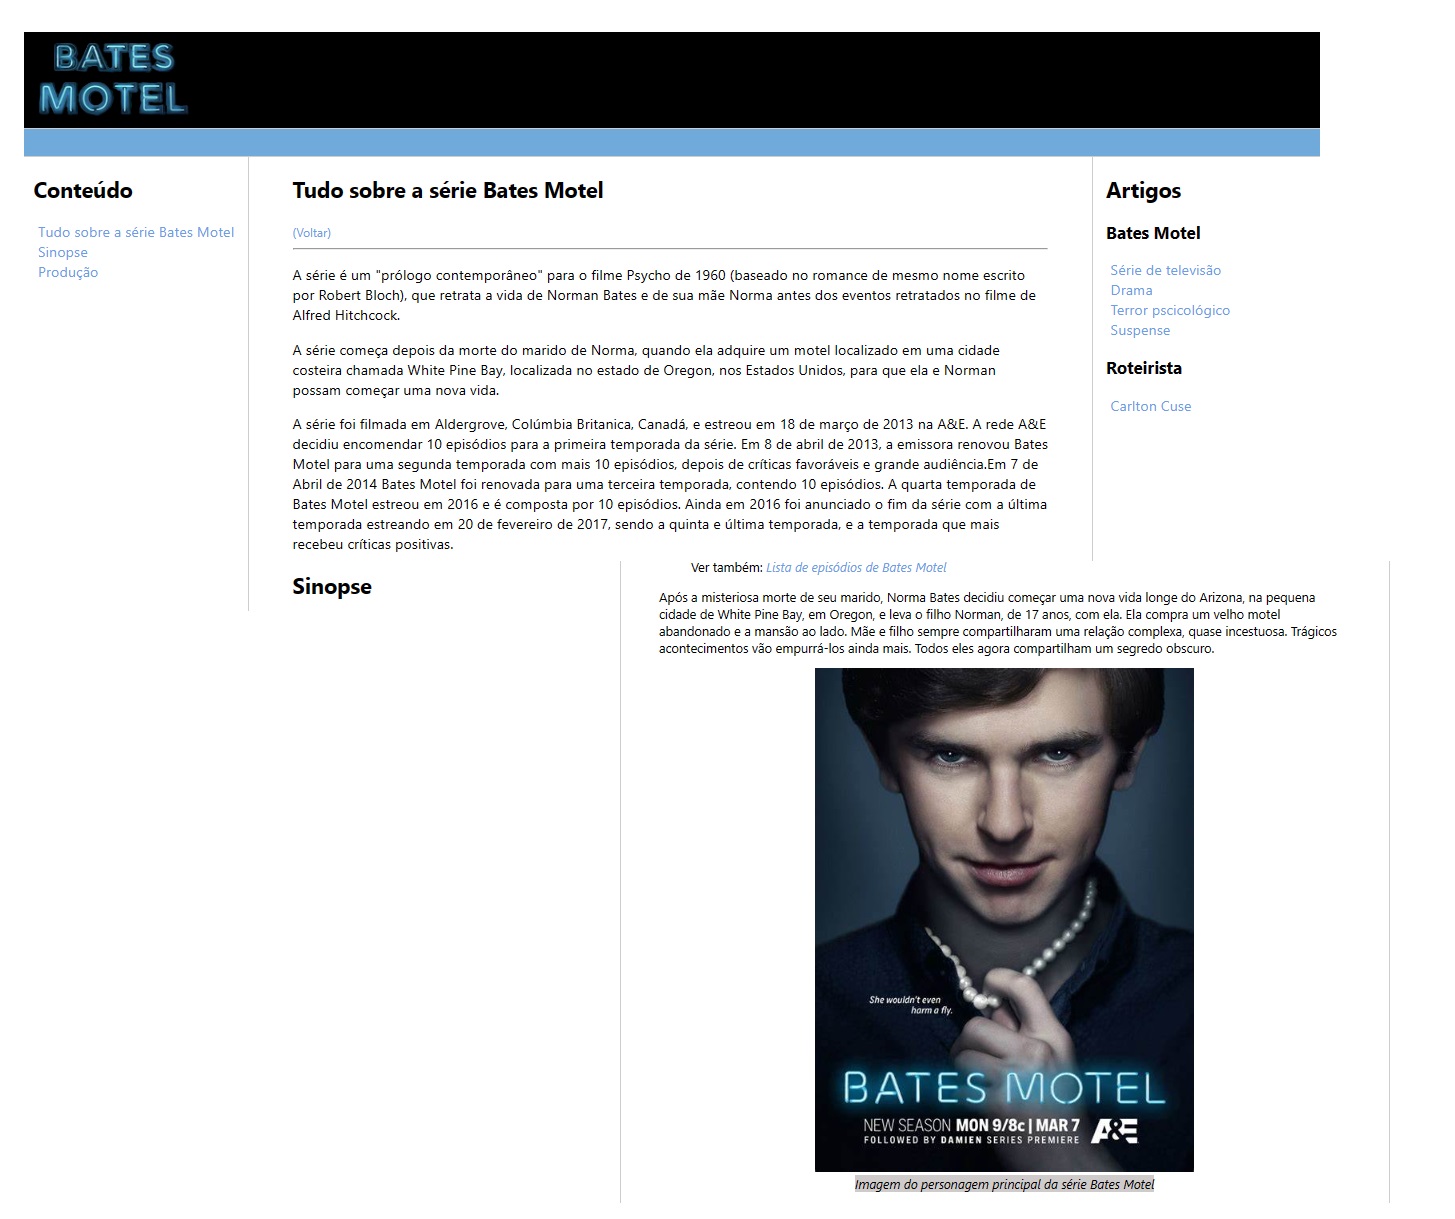 BATES
MOTEL
Conteúdo
Tudo sobre a série Bates Motel
Sinopse
Produção
Tudo sobre a série Bates Motel
(Voltar)
A série é um "prólogo contemporâneo" para o filme Psycho de 1960 (baseado no romance de mesmo nome escrito
por Robert Bloch), que retrata a vida de Norman Bates e de sua mãe Norma antes dos eventos retratados no filme de
Alfred Hitchcock.
A série começa depois da morte do marido de Norma, quando ela adquire um motel localizado em uma cidade
costeira chamada White Pine Bay, localizada no estado de Oregon, nos Estados Unidos, para que ela e Norman
possam começar uma nova vida.
A série foi filmada em Aldergrove, Colúmbia Britanica, Canadá, e estreou em 18 de março de 2013 na A&E. A rede A&E
decidiu encomendar 10 episódios para a primeira temporada da série. Em 8 de abril de 2013, a emissora renovou Bates
Motel para uma segunda temporada com mais 10 episódios, depois de críticas favoráveis e grande audiência.Em 7 de
Abril de 2014 Bates Motel foi renovada para uma terceira temporada, contendo 10 episódios. A quarta temporada de
Bates Motel estreou em 2016 e é composta por 10 episódios. Ainda em 2016 foi anunciado o fim da série com a última
temporada estreando em 20 de fevereiro de 2017, sendo a quinta e última temporada, e a temporada que mais
recebeu críticas positivas.
Artigos
Bates Motel
Série de televisão
Drama
Terror pscicológico
Suspense
Roteirista
Carlton Cuse
Sinopse
Ver também: Lista de episódios de Bates Motel
Após a misteriosa morte de seu marido, Norma Bates decidiu começar uma nova vida longe do Arizona, na pequena
cidade de White Pine Bay, em Oregon, e leva o filho Norman, de 17 anos, com ela. Ela compra um velho motel
abandonado e a mansão ao lado. Mãe e filho sempre compartilharam uma relação complexa, quase incestuosa. Trágicos
acontecimentos vão empurrá-los ainda mais. Todos eles agora compartilham um segredo obscuro.
She wouldn't even
harm a fly.
BATES MOTEL
NEW SEASON MON 9/8c | MAR 7
FOLLOWED BY DAMIEN SERIES PREMIERE
A&E
Imagem do personagem principal da série Bates Motel